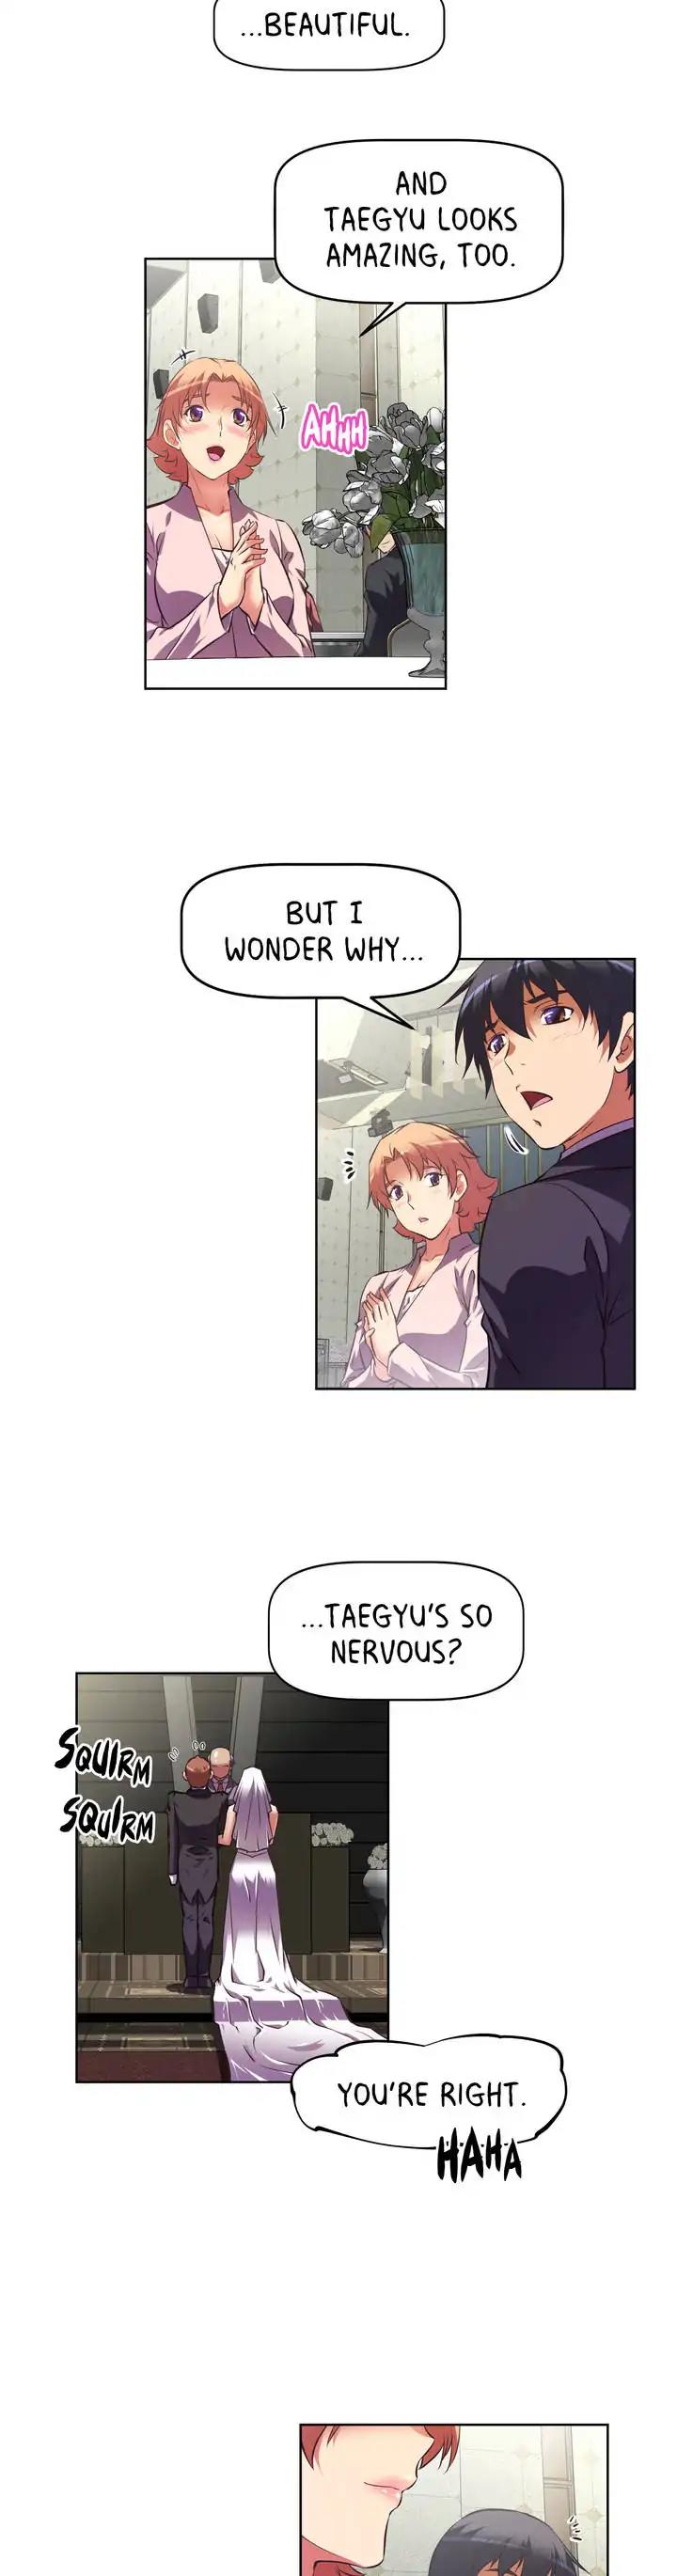 ...BEAUTIFUL.
AND
TAEGYU LOOKS
AMAZING, TOO.
AHHH
BUT I
WONDER WHY...
...TAEGYU'S SO
NERVOUS?
SQUIRM
SQUIRM
YOU'RE RIGHT.
HAHA